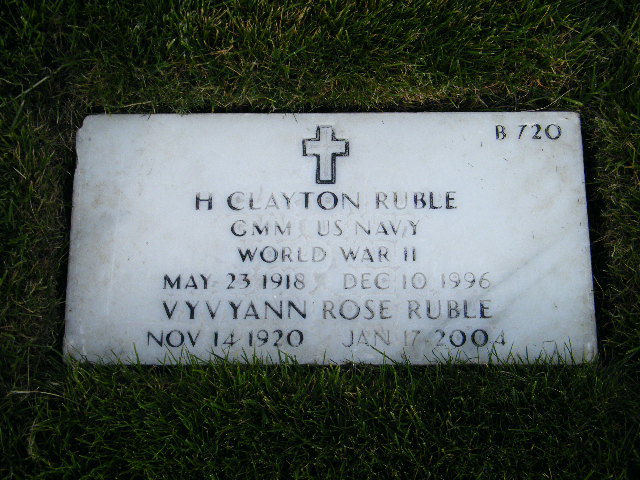 B 720
H CLAYTON RUBLE
CMM US NAVY
WORLD WAR II
MAY 23 1918 DEC 10 1996
VYVYANN ROSE RUBLE
NOV 14 1920 JAN 17 2004